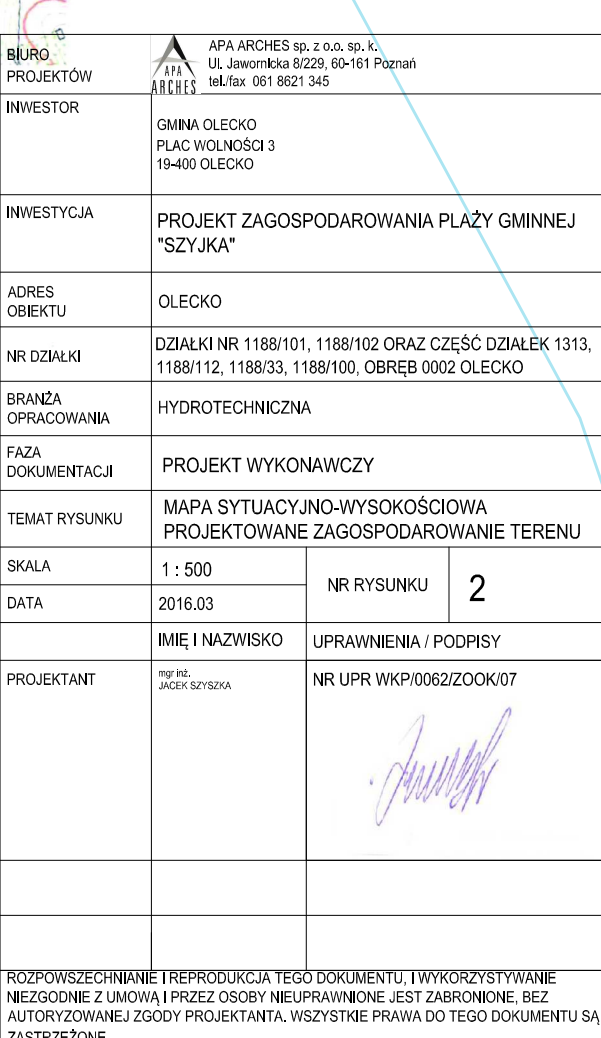 BIURO
PROJEKTÓW
APA
ARCHES
APA ARCHES sp. z o.o. sp. k.
Ul. Jawornicka 8/229, 60-161 Poznań
tel./fax 061 8621 345
INWESTOR
GMINA OLECKO
PLAC WOLNOŚCI 3
19-400 OLECKO
INWESTYCJA
PROJEKT ZAGOSPODAROWANIA PLAŻY GMINNEJ
"SZYJKA"
ADRES
OBIEKTU
OLECKO
NR DZIAŁKI
DZIAŁKI NR 1188/101, 1188/102 ORAZ CZĘŚĆ DZIAŁEK 1313,
1188/112, 1188/33, 1188/100, OBRĘB 0002 OLECKO
BRANŻA
OPRACOWANIA
HYDROTECHNICZNA
FAZA
DOKUMENTACJI
PROJEKT WYKONAWCZY
TEMAT RYSUNKU
MAPA SYTUACYJNO-WYSOKOŚCIOWA
PROJEKTOWANE ZAGOSPODAROWANIE TERENU
SKALA
1 : 500
NR RYSUNKU
2
DATA
2016.03
IMIĘ I NAZWISKO
UPRAWNIENIA / PODPISY
PROJEKTANT
mgr inż.
JACEK SZYSZKA
NR UPR WKP/0062/ZOOK/07
ROZPOWSZECHNIANIE I REPRODUKCJA TEGO DOKUMENTU, I WYKORZYSTYWANIE
NIEZGODNIE Z UMOWĄ I PRZEZ OSOBY NIEUPRAWNIONE JEST ZABRONIONE, BEZ
AUTORYZOWANEJ ZGODY PROJEKTANTA. WSZYSTKIE PRAWA DO TEGO DOKUMENTU SĄ
ZASTRZEŻONE